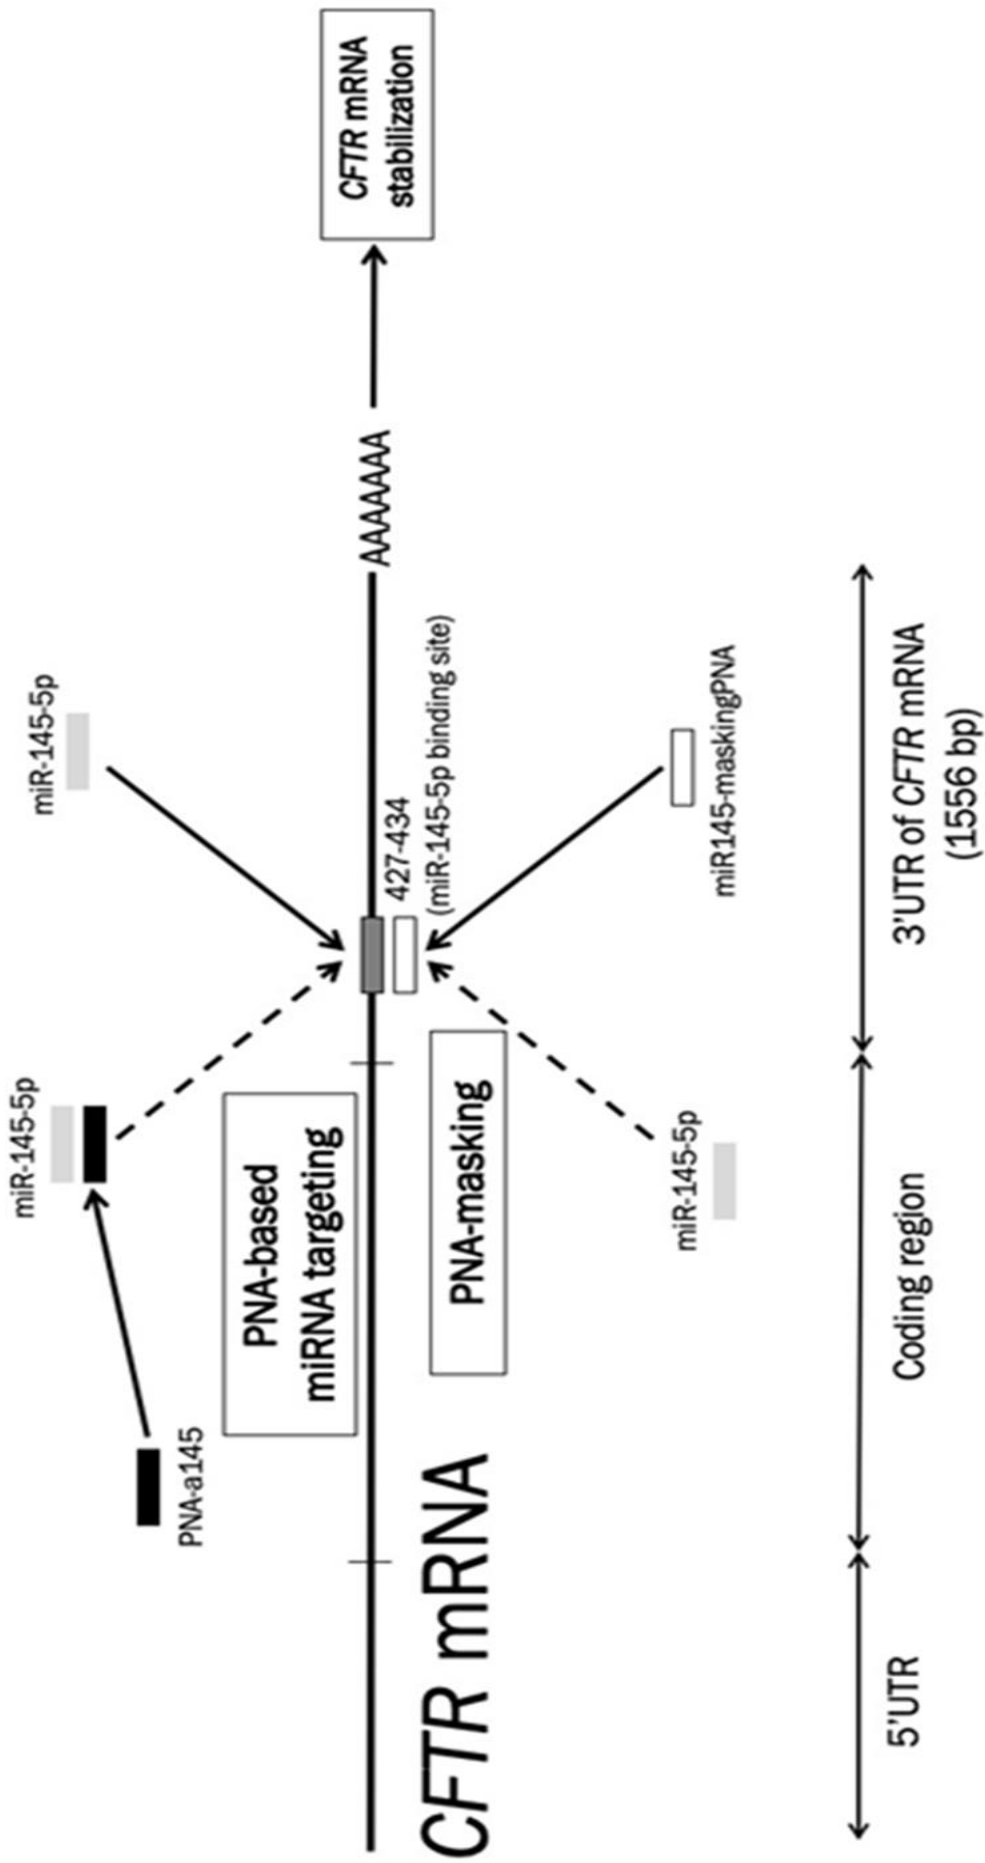 miR-145-5p
miR-145-5p
PNA-a145
PNA-based
miRNA targeting
AAAAAAA
CFTR mRNA
stabilization
427-434
(miR-145-5p binding site)
PNA-masking
CFTR mRNA
miR-145-5p
miR145-maskingPNA
5'UTR
Coding region
3'UTR of CFTR mRNA
(1556 bp)